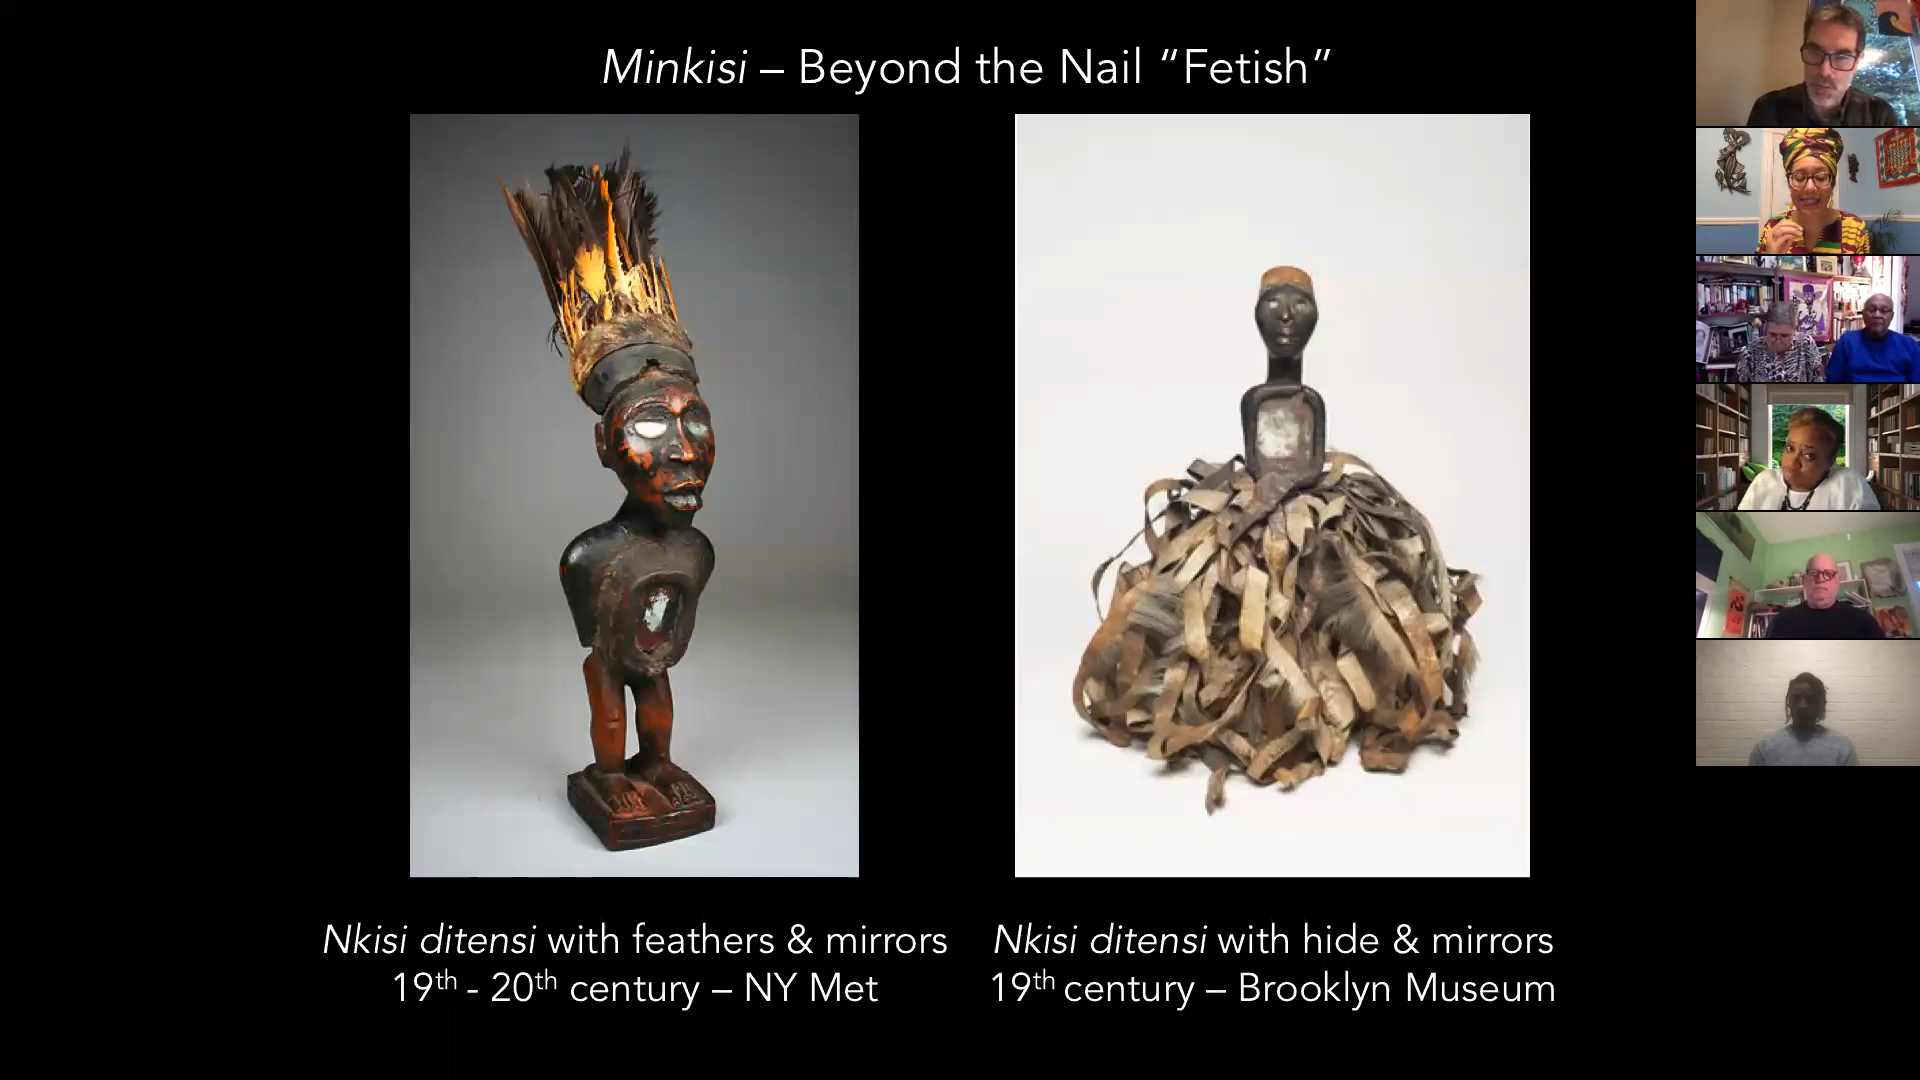 Minkisi – Beyond the Nail “Fetish”
Nkisi ditensi with feathers & mirrors
19th - 20th century – NY Met
Nkisi ditensi with hide & mirrors
19th century – Brooklyn Museum